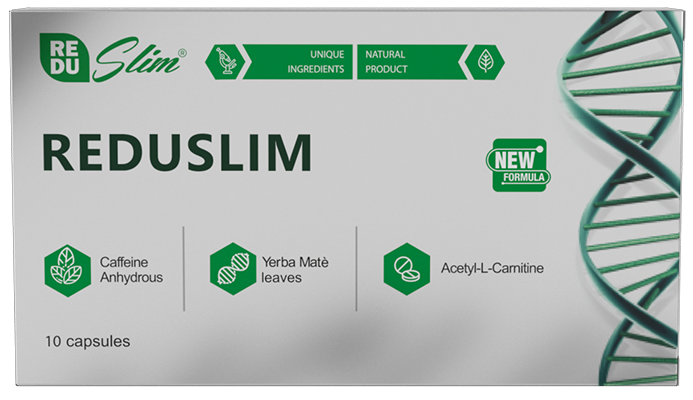 RE
DU
Slim®
UNIQUE
INGREDIENTS
NATURAL
PRODUCT
REDUSLIM
NEW
FORMULA
Caffeine
Anhydrous
Yerba Matè
leaves
Acetyl-L-Carnitine
10 capsules